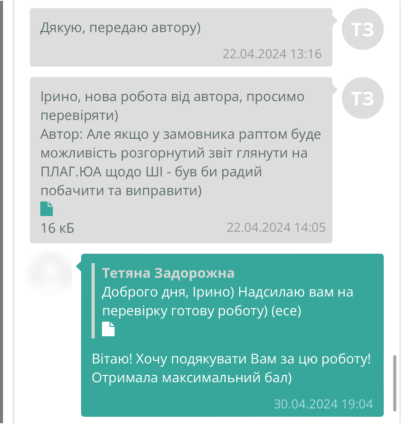 Дякую, передаю автору)
ТЗ
22.04.2024 13:16
Ірино, нова робота від автора, просимо
перевіряти)
ТЗ
Автор: Але якщо у замовника раптом буде
можливість розгорнутий звіт глянути на
ПЛАГ.ЮА щодо ШІ - був би радий
побачити та виправити)
16 кБ
22.04.2024 14:05
Тетяна Задорожна
Доброго дня, Ірино) Надсилаю вам на
перевірку готову роботу) (есе)
Вітаю! Хочу подякувати Вам за цю роботу!
Отримала максимальний бал)
30.04.2024 19:04